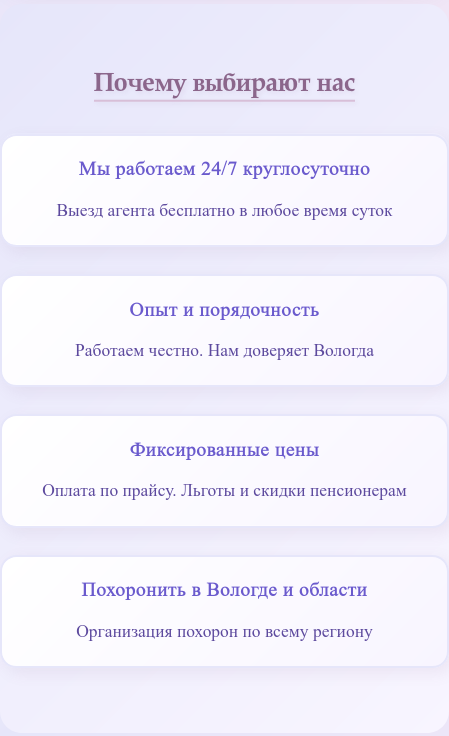 Почему выбирают нас
Мы работаем 24/7 круглосуточно
Выезд агента бесплатно в любое время суток
Опыт и порядочность
Работаем честно. Нам доверяет Вологда
Фиксированные цены
Оплата по прайсу. Льготы и скидки пенсионерам
Похоронить в Вологде и области
Организация похорон по всему региону